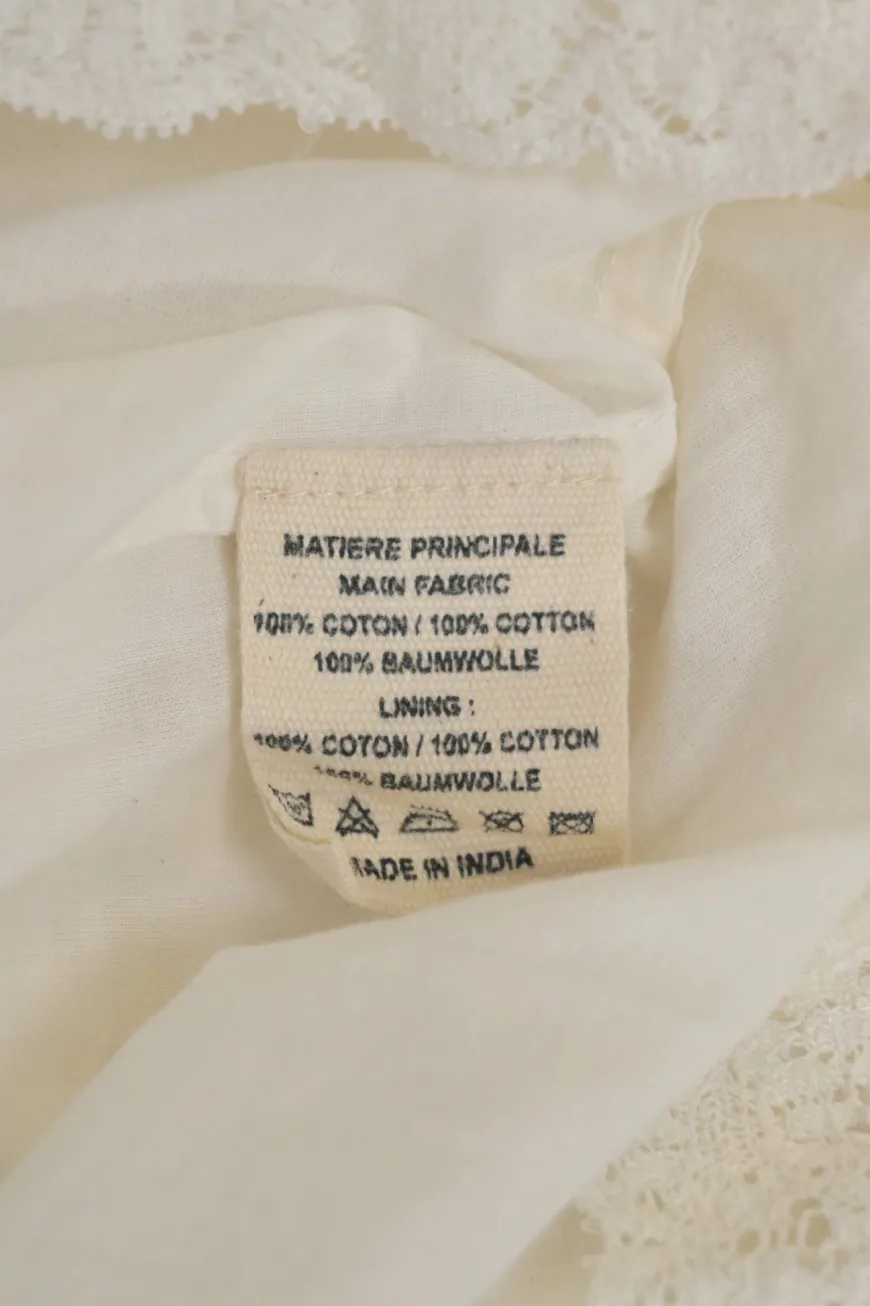 MATIERE PRINCIPALE
MAIN FABRIC
100% COTON / 100% COTTON
100% BAUMWOLLE
LINING :
100% COTON / 100% COTTON
100% BAUMWOLLE
MADE IN INDIA